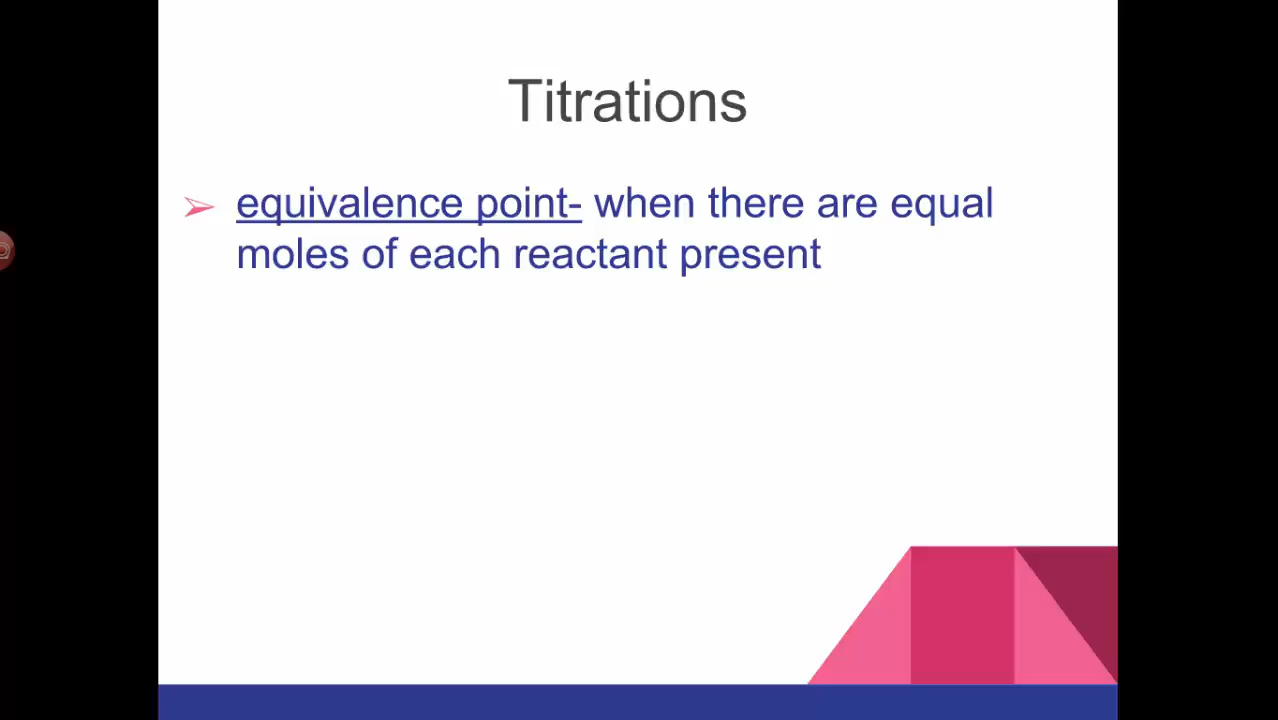 Titrations
➢ equivalence point- when there are equal
moles of each reactant present